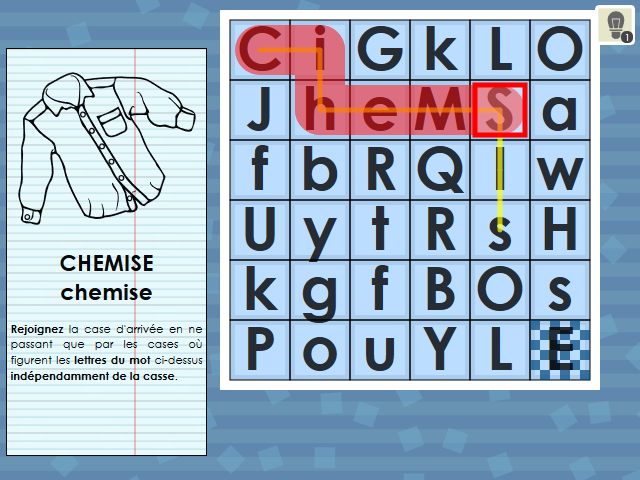 C i G k L O
J h e M S a
f b R Q l w
U y t R s H
k g f B O s
P o u Y L E
1
CHEMISE
chemise
Rejoignez la case d'arrivée en ne
passant que par les cases où
figurent les lettres du mot ci-dessus
indépendamment de la casse.